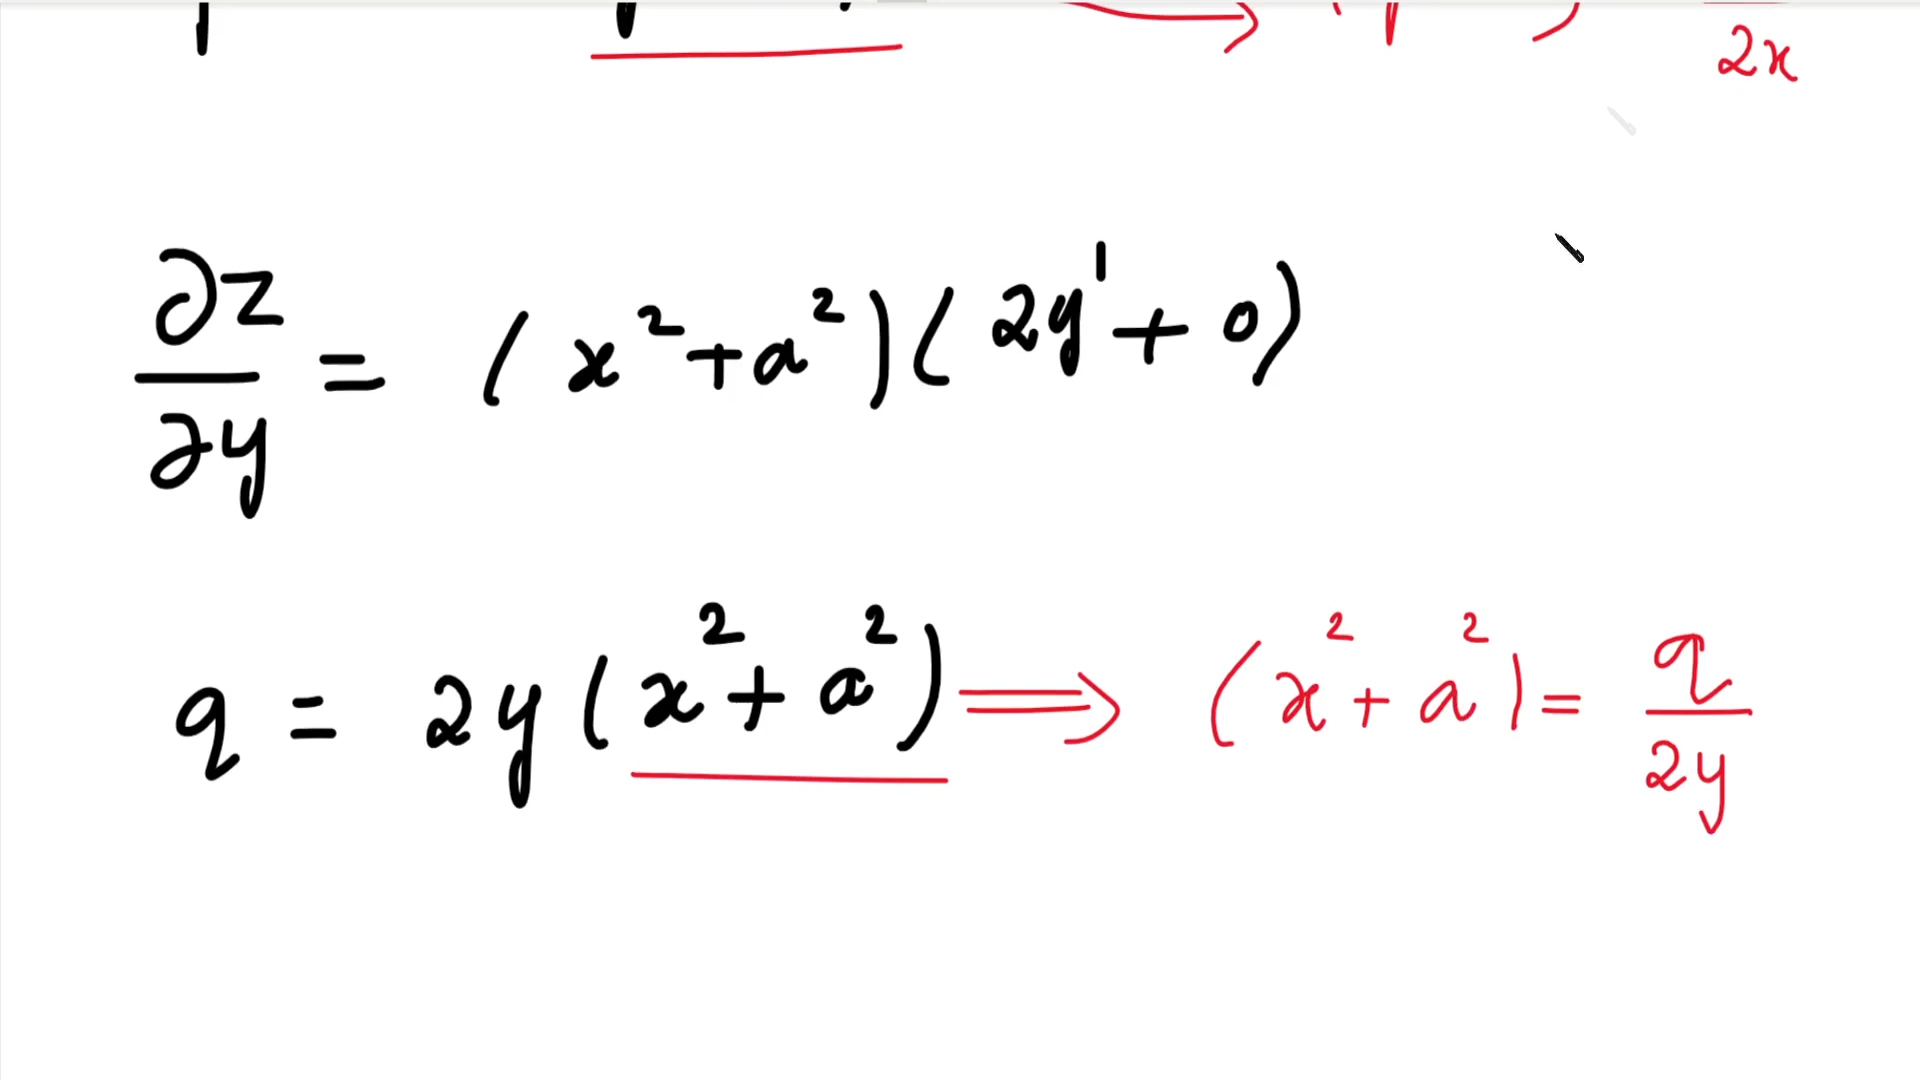 2x
∂z/∂y = (x²+a²)(2y¹+0)
q = 2y(x²+a²) ⟹ (x²+a²) = q/2y